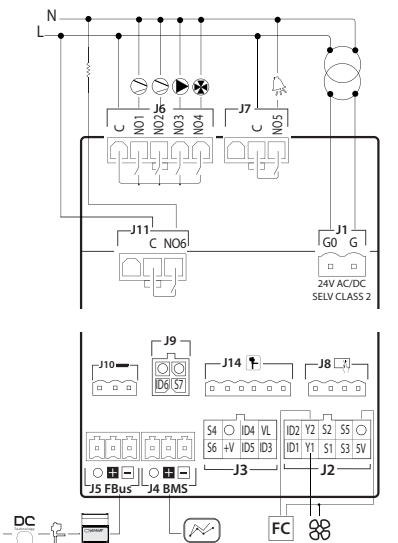 N
L
J6
J7
C
NO1
NO2
NO3
NO4
C
NO5
J11
C NO6
J1
G0 G
24V AC/DC
SELV CLASS 2
J9
J10
ID6 S7
J14
J8
S4 ID4 VL
S6 +V ID5 ID3
J3
ID2 Y2 S2 S5
ID1 Y1 S1 S3 5V
J2
J5 FBus
J4 BMS
DC
FC